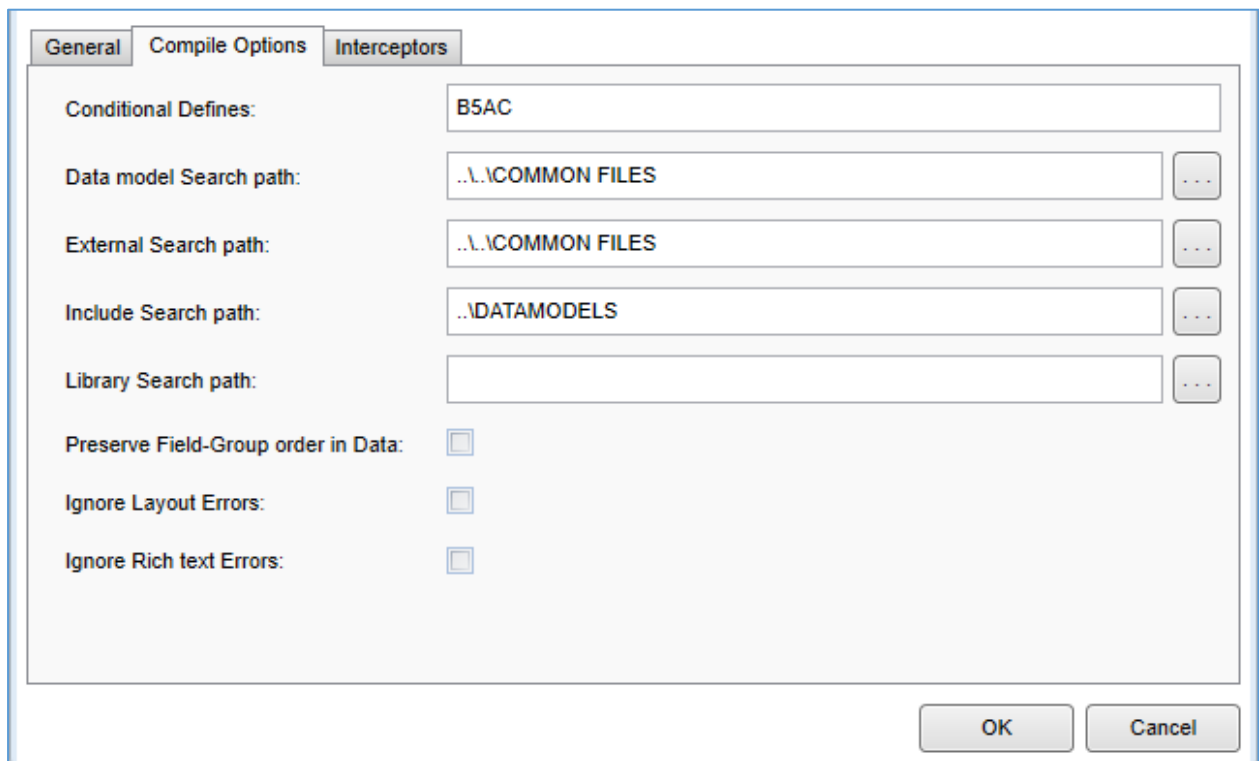 General Compile Options Interceptors
Conditional Defines: B5AC
Data model Search path: ..\..\COMMON FILES ...
External Search path: ..\..\COMMON FILES ...
Include Search path: ..\DATAMODELS ...
Library Search path: ...
Preserve Field-Group order in Data:
Ignore Layout Errors:
Ignore Rich text Errors:
OK Cancel